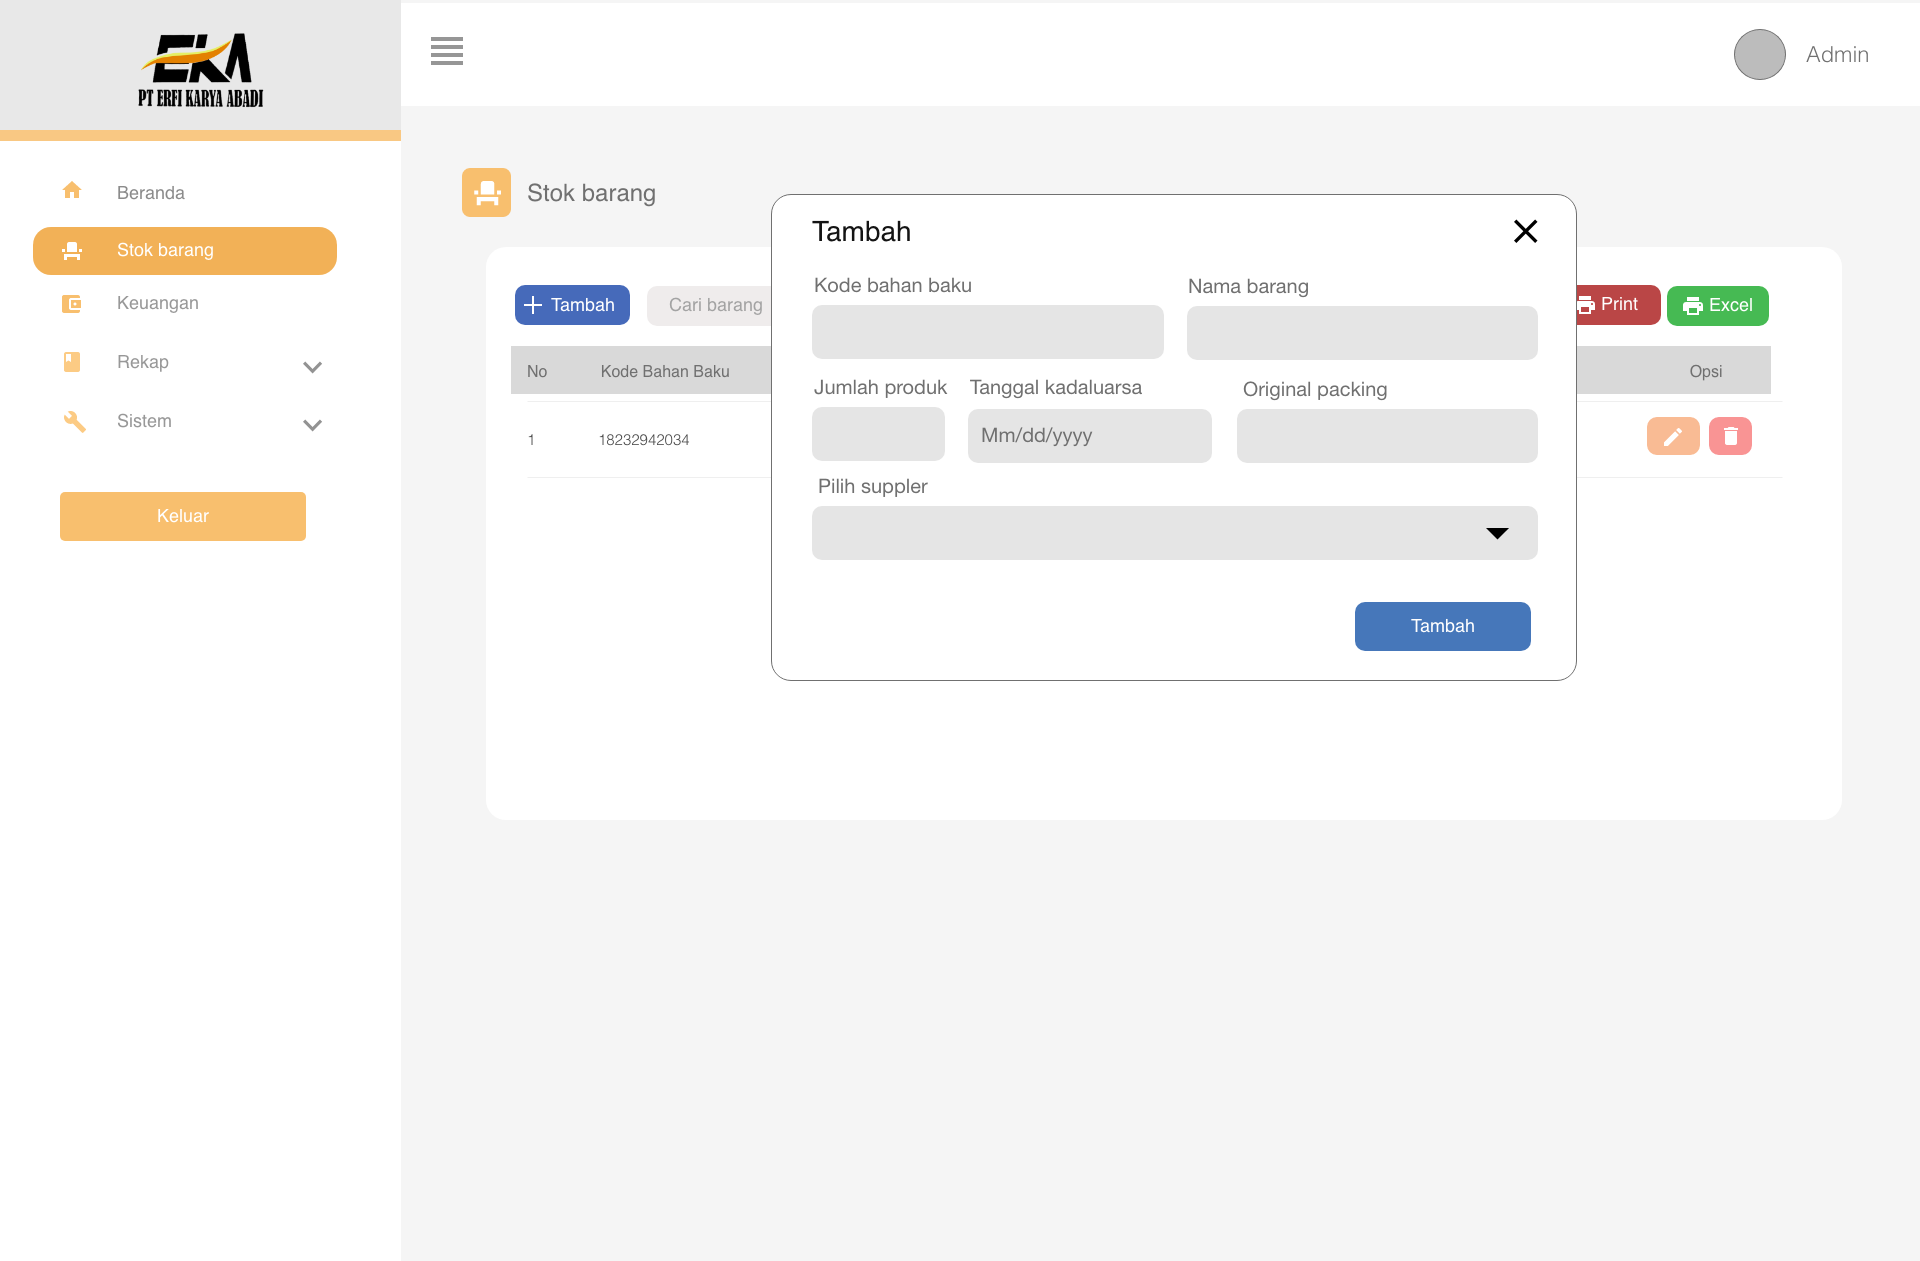 EKA
PT ERFI KARYA ABADI
Admin
Beranda
Stok barang
Keuangan
Rekap
Sistem
Keluar
Stok barang
Tambah
Cari barang
Print
Excel
No
Kode Bahan Baku
Opsi
1
18232942034
Tambah
Kode bahan baku
Nama barang
Jumlah produk
Tanggal kadaluarsa
Original packing
Mm/dd/yyyy
Pilih suppler
Tambah